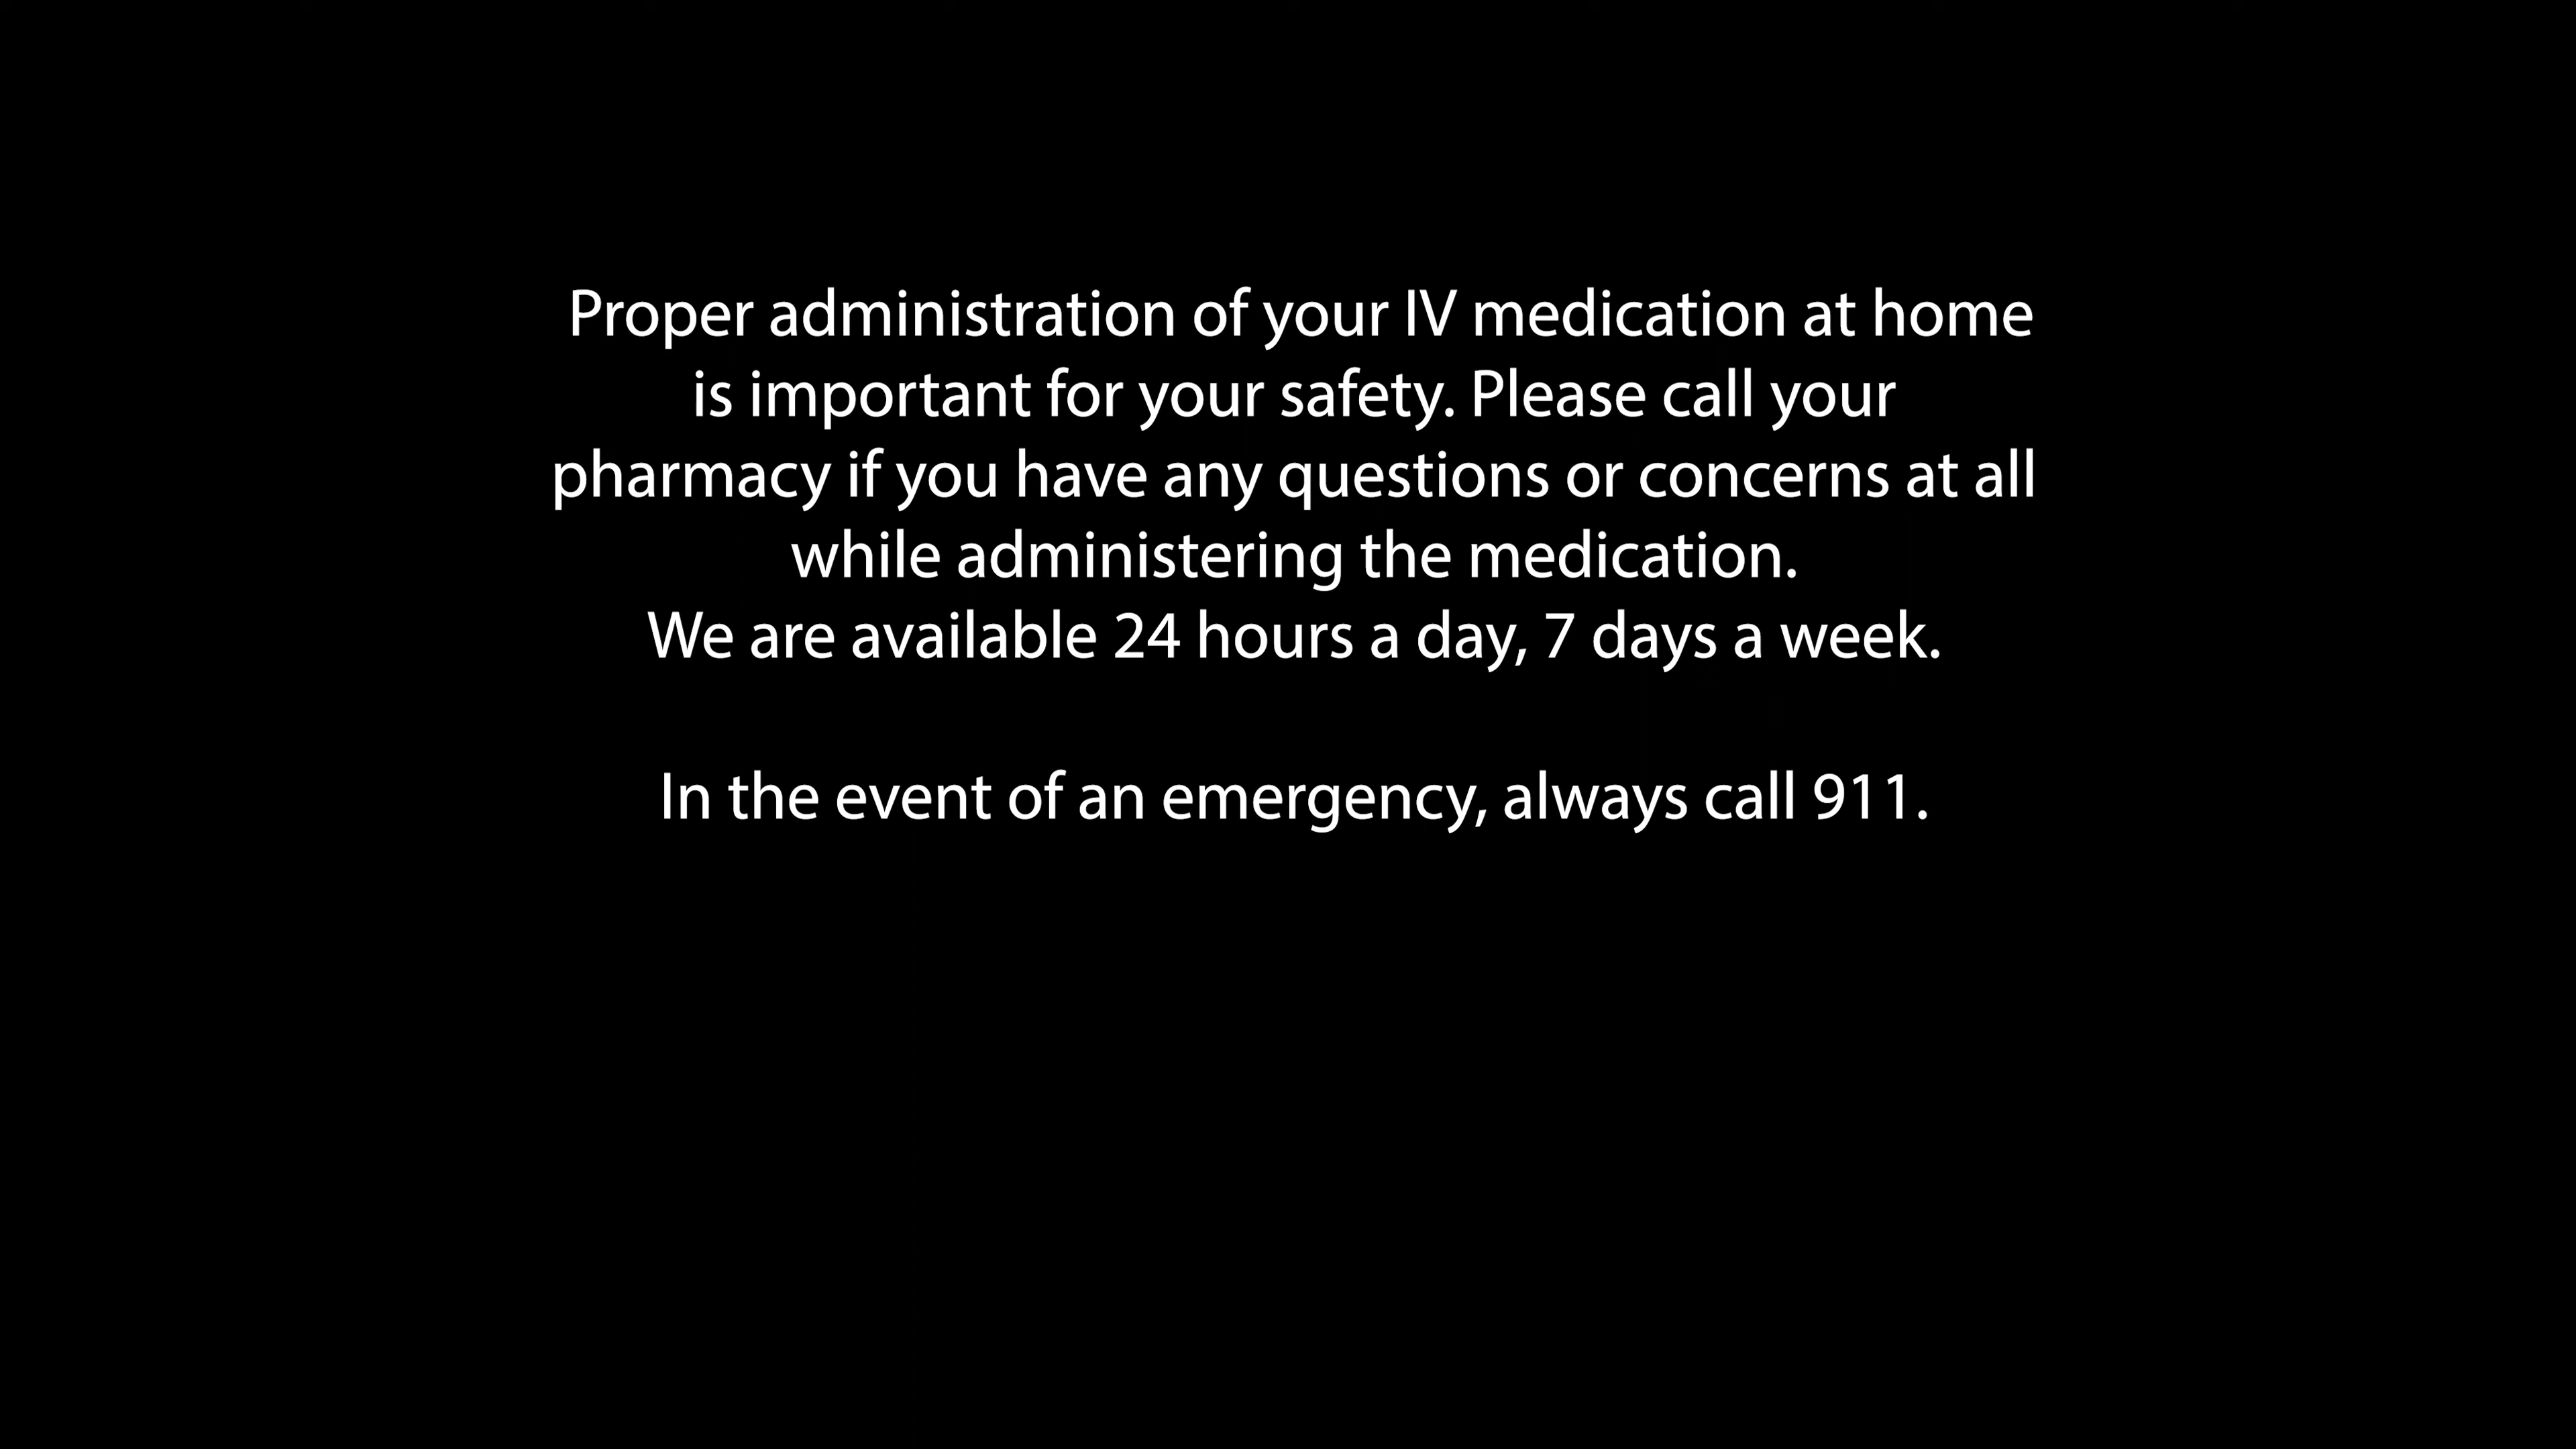 Proper administration of your IV medication at home
is important for your safety. Please call your
pharmacy if you have any questions or concerns at all
while administering the medication.
We are available 24 hours a day, 7 days a week.
In the event of an emergency, always call 911.